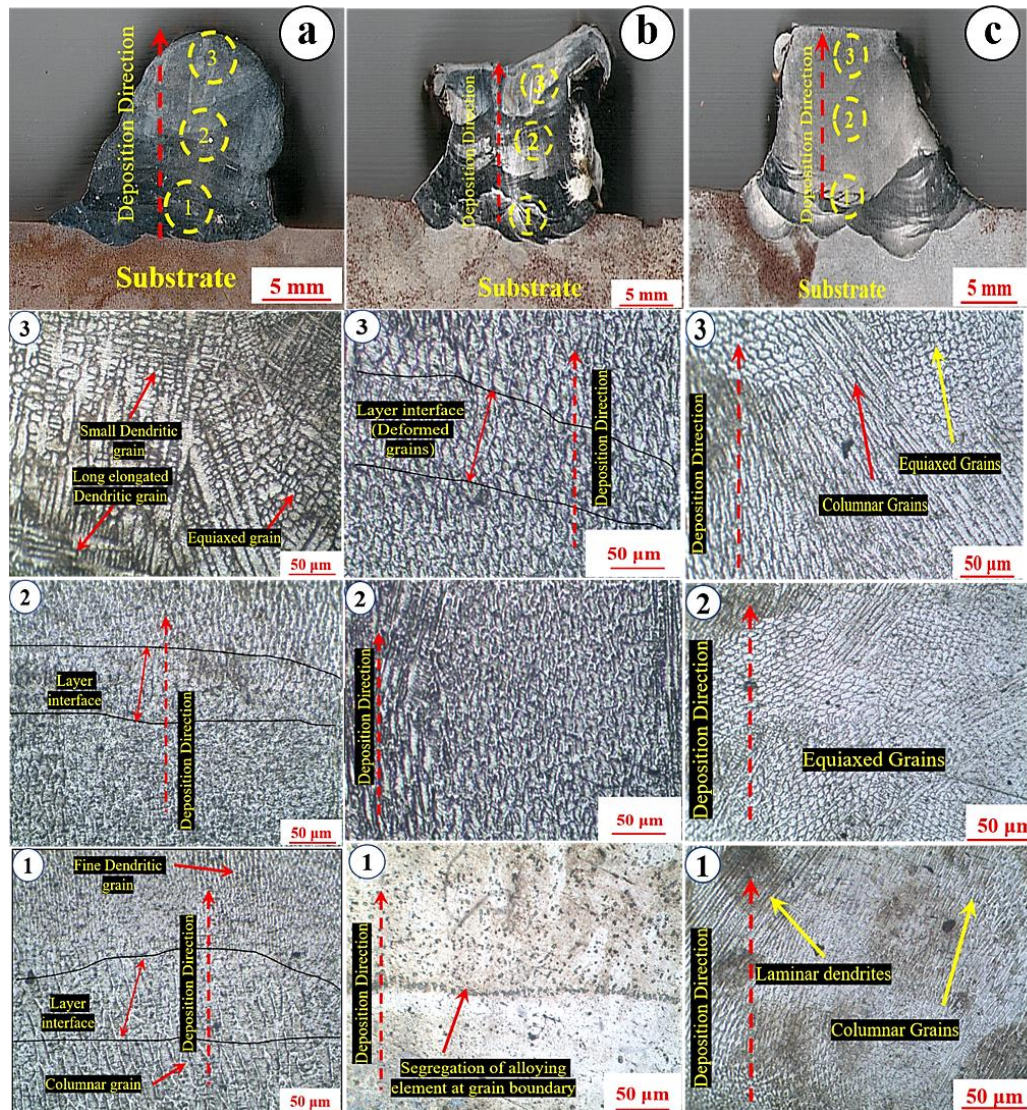 a
Deposition Direction
3
2
1
Substrate
5 mm
b
Deposition Direction
3
2
1
Substrate
5 mm
c
Deposition Direction
3
2
1
Substrate
5 mm
3
Small Dendritic
grain
Long elongated
Dendritic grain
Equiaxed grain
50 µm
3
Layer interface
(Deformed
grains)
Deposition Direction
50 µm
3
Deposition Direction
Equiaxed Grains
Columnar Grains
50 µm
2
Layer
interface
Deposition Direction
50 µm
2
Deposition Direction
50 µm
2
Deposition Direction
Equiaxed Grains
50 µm
1
Fine Dendritic
grain
Deposition Direction
Layer
interface
Columnar grain
50 µm
1
Deposition Direction
Segregation of alloying
element at grain boundary
50 µm
1
Deposition Direction
Laminar dendrites
Columnar Grains
50 µm